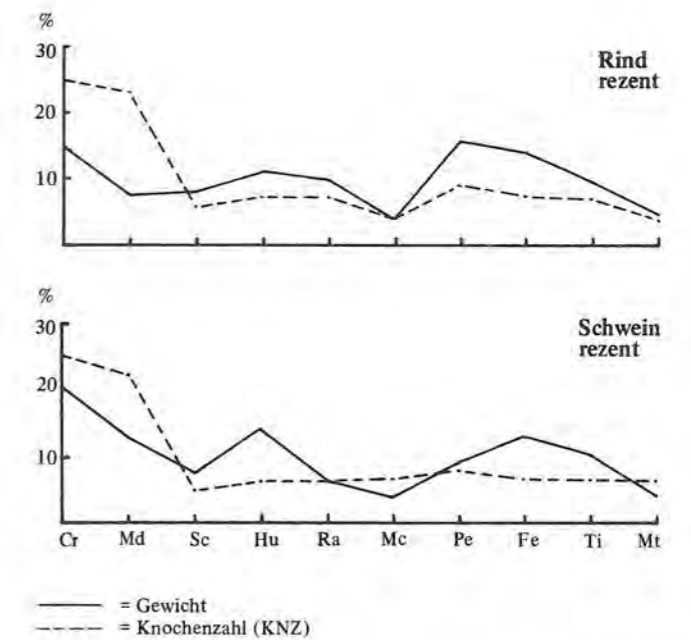 %
30
20
10
Rind
rezent
%
30
20
10
Schwein
rezent
Cr Md Sc Hu Ra Mc Pe Fe Ti Mt
= Gewicht
= Knochenzahl (KNZ)